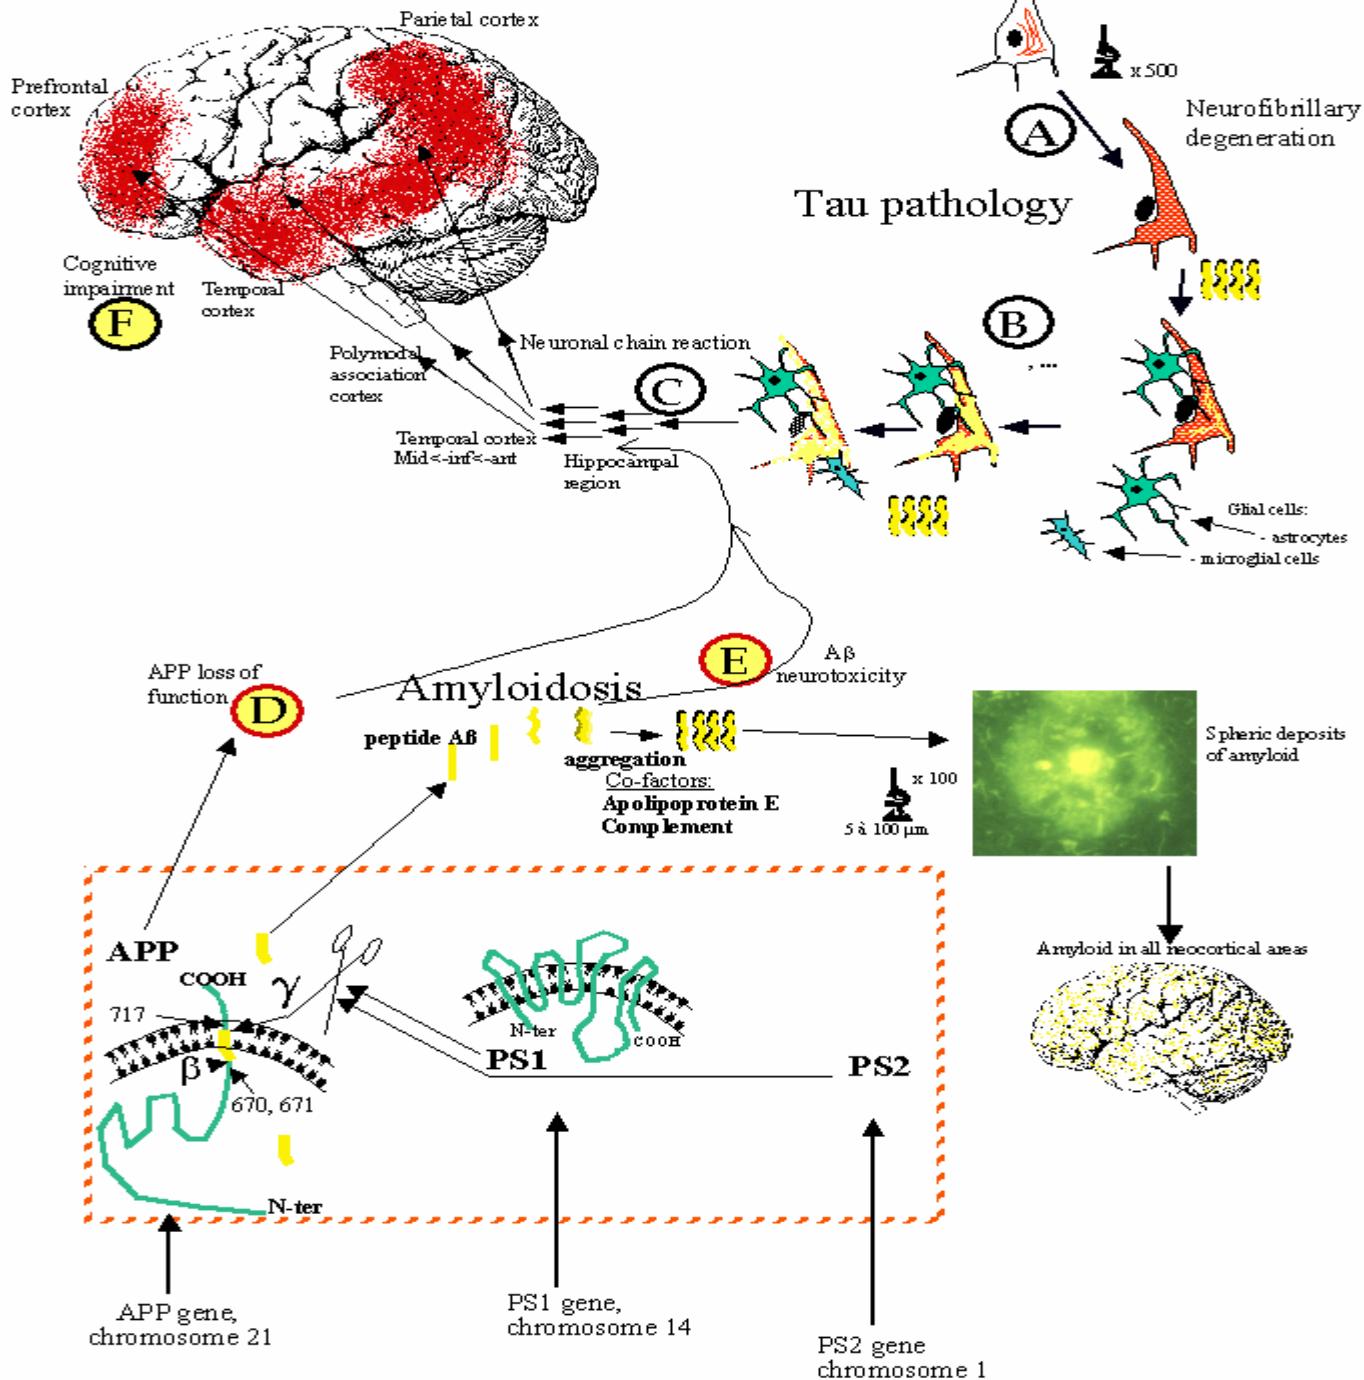 Parietal cortex
Prefrontal
cortex
x 500
A
Neurofibrillary
degeneration
Tau pathology
Cognitive
impairment
F
Temporal
cortex
B
, ...
Neuronal chain reaction
Polymodal
association
cortex
C
Temporal cortex
Mid<-inf<-ant
Hippocampal
region
Glial cells:
- astrocytes
- microglial cells
APP loss of
function
D
E
Aβ
neurotoxicity
Amyloidosis
peptide Aß
aggregation
Co-factors:
Apolipoprotein E
Complement
x 100
5 à 100 µm
Spheric deposits
of amyloid
Amyloid in all neocortical areas
APP
COOH
γ
717
β
670, 671
N-ter
N-ter
COOH
PS1
PS2
APP gene,
chromosome 21
PS1 gene,
chromosome 14
PS2 gene
chromosome 1